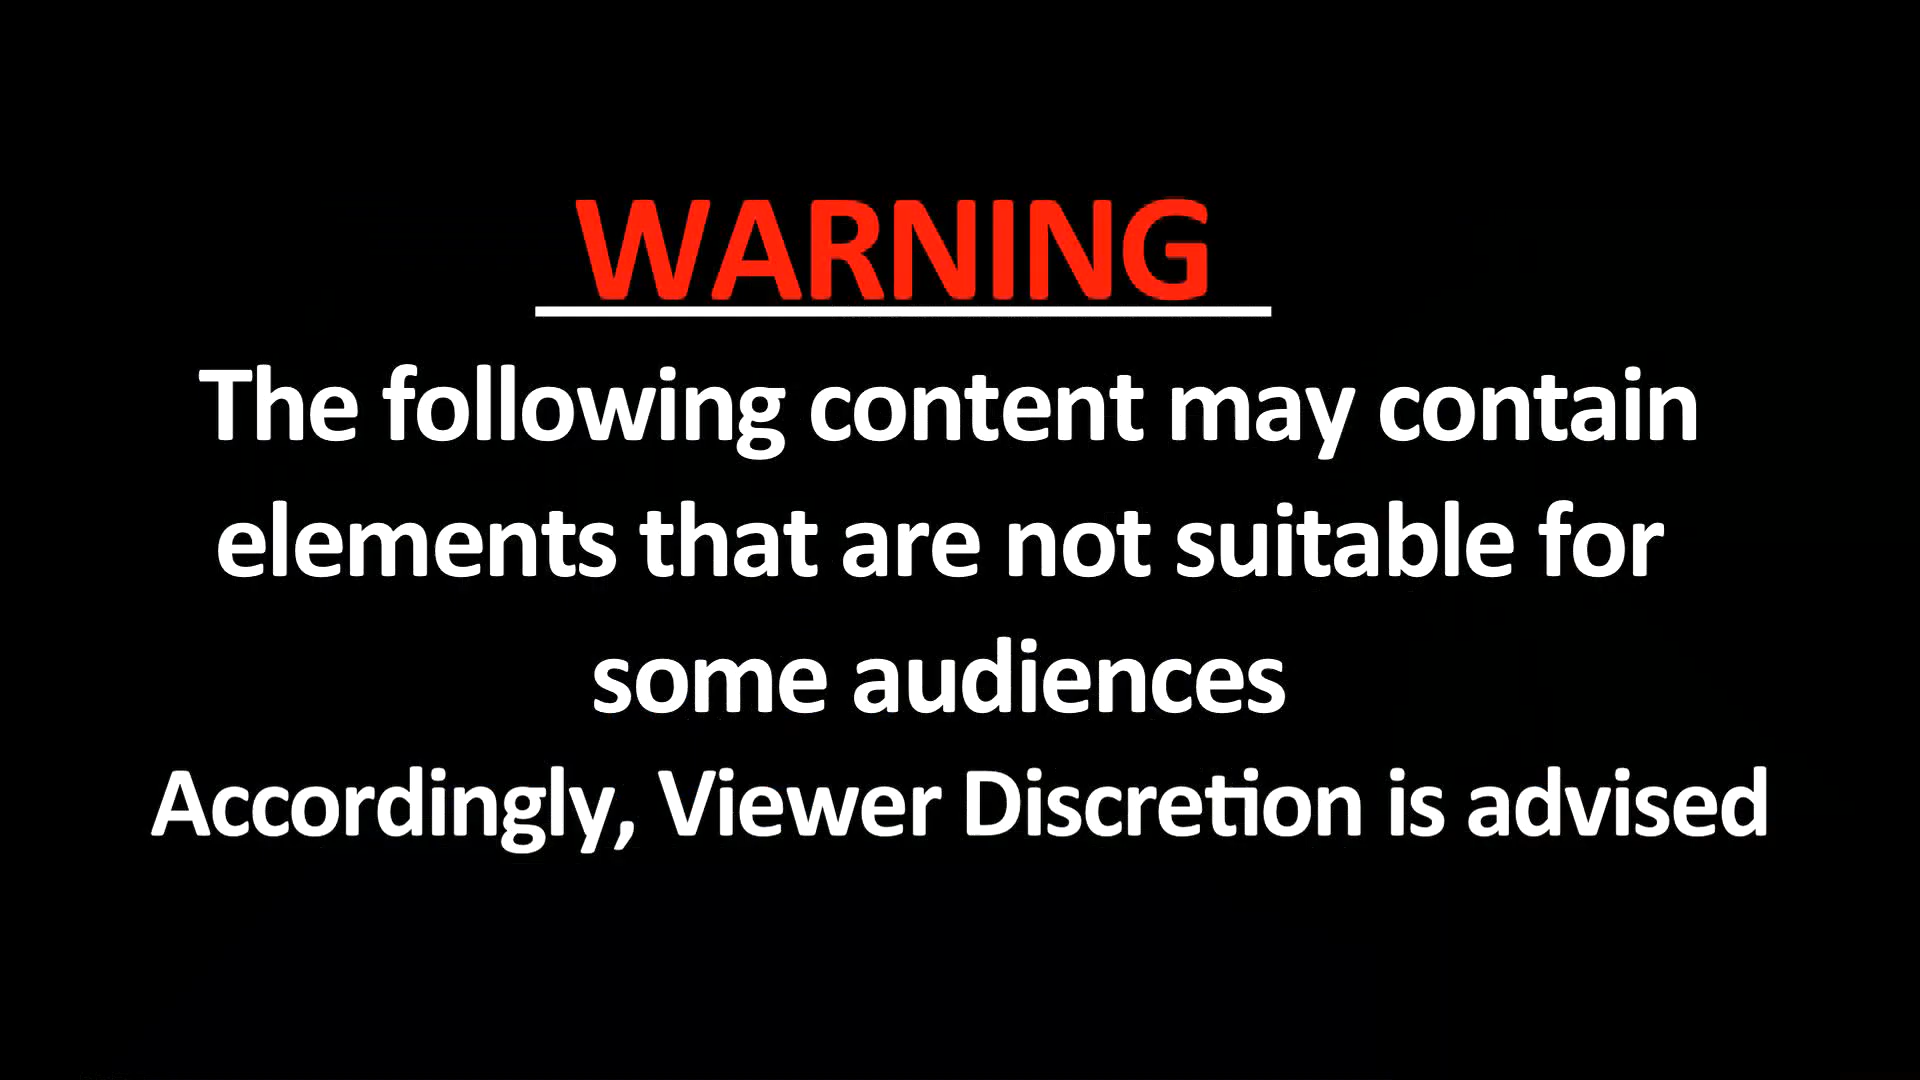 WARNING
The following content may contain
elements that are not suitable for
some audiences
Accordingly, Viewer Discretion is advised